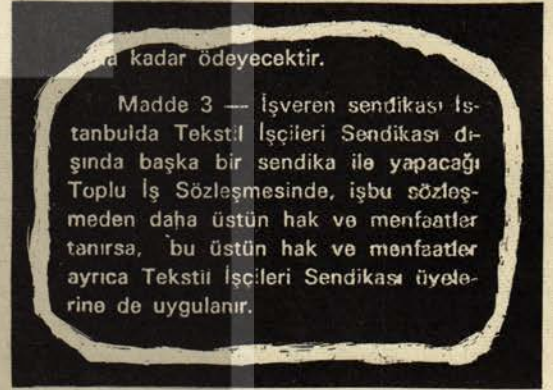 kadar ödeyecektir.
Madde 3 — İşveren sendikası İs-
tanbulda Tekstil İşçileri Sendikası dı-
şında başka bir sendika ile yapacağı
Toplu İş Sözleşmesinde, işbu sözleş-
meden daha üstün hak ve menfaatler
tanırsa, bu üstün hak ve menfaatler
ayrıca Tekstil İşçileri Sendikası üyele-
rine de uygulanır.